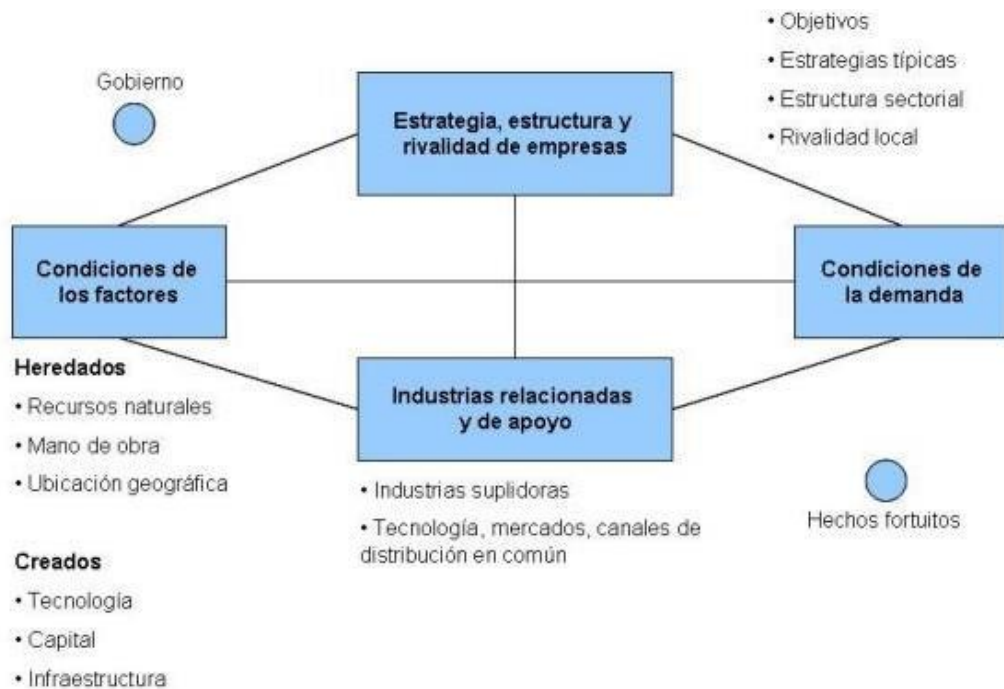 • Objetivos
• Estrategias típicas
• Estructura sectorial
• Rivalidad local
Gobierno
Estrategia, estructura y
rivalidad de empresas
Condiciones de
los factores
Condiciones de
la demanda
Heredados
• Recursos naturales
• Mano de obra
• Ubicación geográfica
Industrias relacionadas
y de apoyo
• Industrias suplidoras
• Tecnología, mercados, canales de
distribución en común
Hechos fortuitos
Creados
• Tecnología
• Capital
• Infraestructura